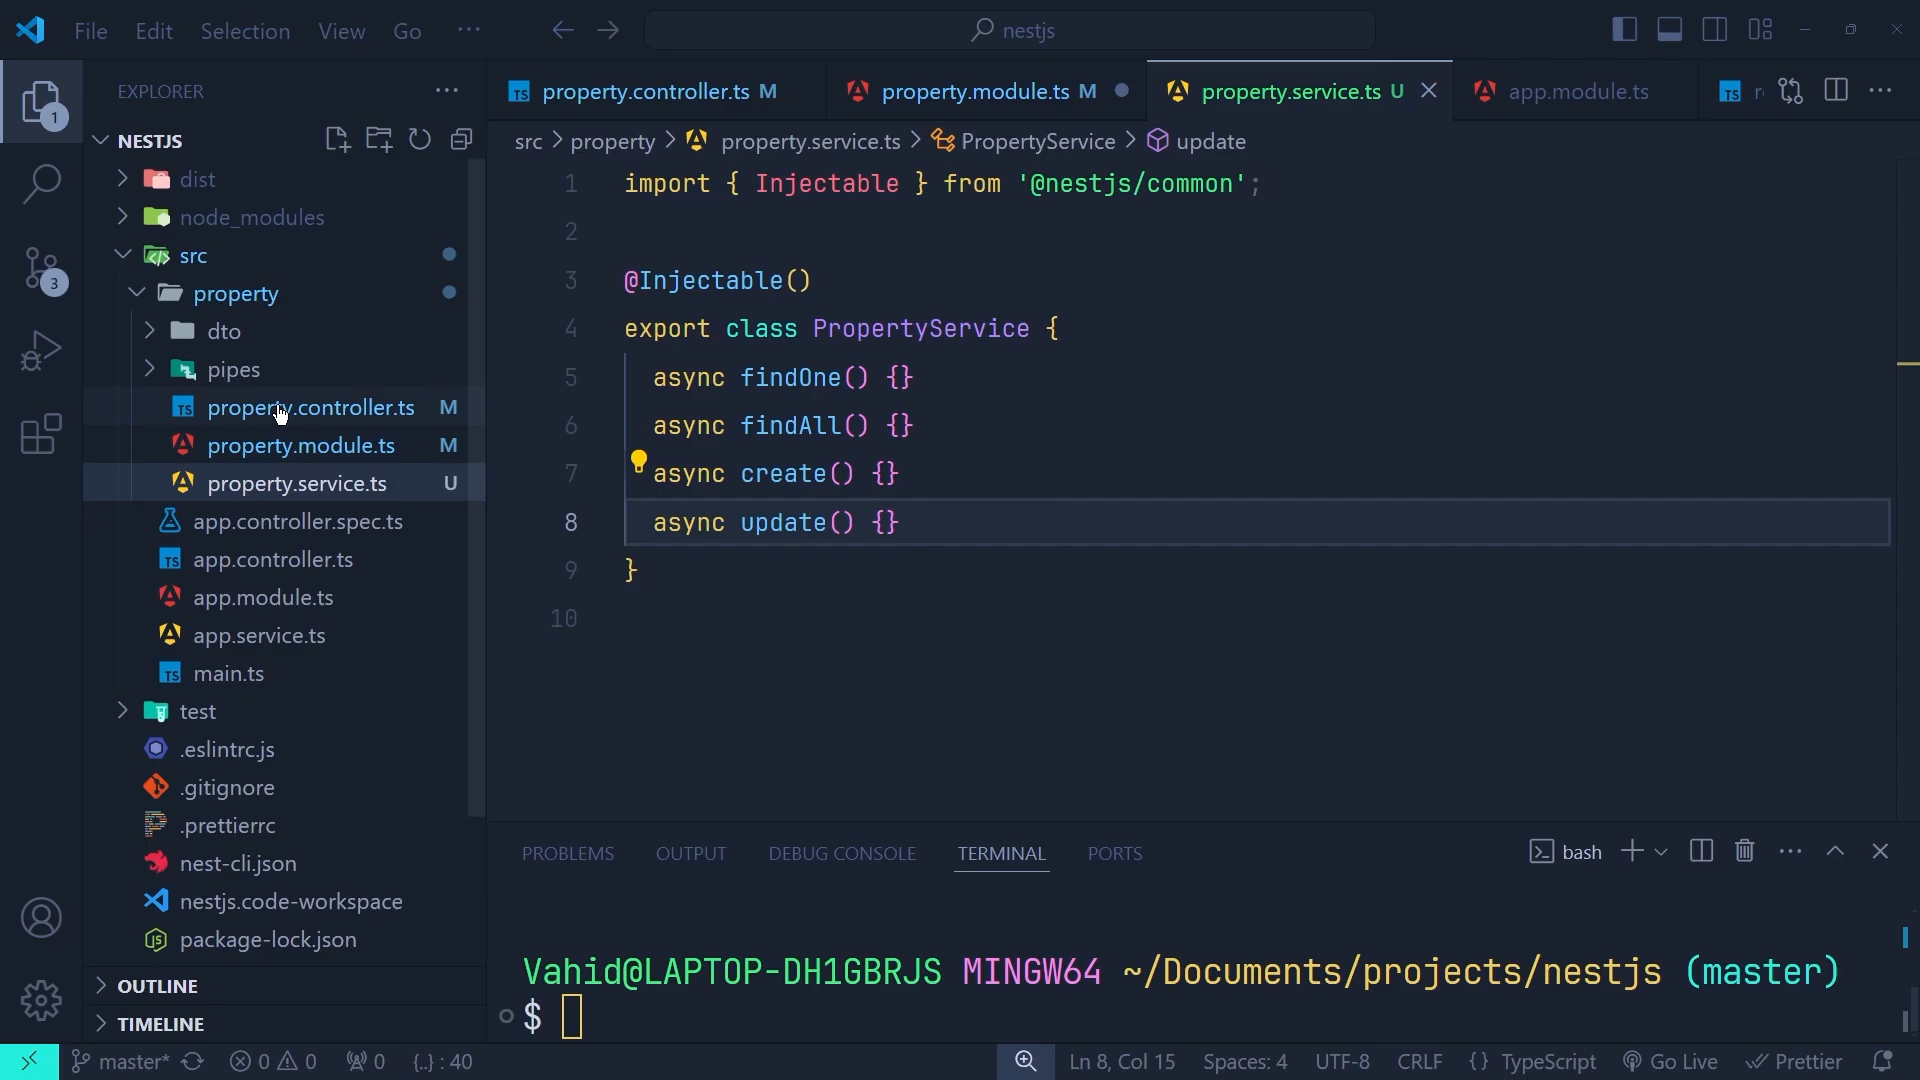 File Edit Selection View Go ···
nestjs
EXPLORER
NESTJS
dist
node_modules
src
property
dto
pipes
property.controller.ts M
property.module.ts M
property.service.ts U
app.controller.spec.ts
app.controller.ts
app.module.ts
app.service.ts
main.ts
test
.eslintrc.js
.gitignore
.prettierrc
nest-cli.json
nestjs.code-workspace
package-lock.json
OUTLINE
TIMELINE
1
3
property.controller.ts M
property.module.ts M
property.service.ts U
app.module.ts
src > property > property.service.ts > PropertyService > update
1 import { Injectable } from '@nestjs/common';
2
3 @Injectable()
4 export class PropertyService {
5 async findOne() {}
6 async findAll() {}
7 async create() {}
8 async update() {}
9 }
10
PROBLEMS OUTPUT DEBUG CONSOLE TERMINAL PORTS
bash
Vahid@LAPTOP-DH1GBRJS MINGW64 ~/Documents/projects/nestjs (master)
$
master* 0 0 0 {..} : 40
Ln 8, Col 15 Spaces: 4 UTF-8 CRLF {} TypeScript Go Live Prettier